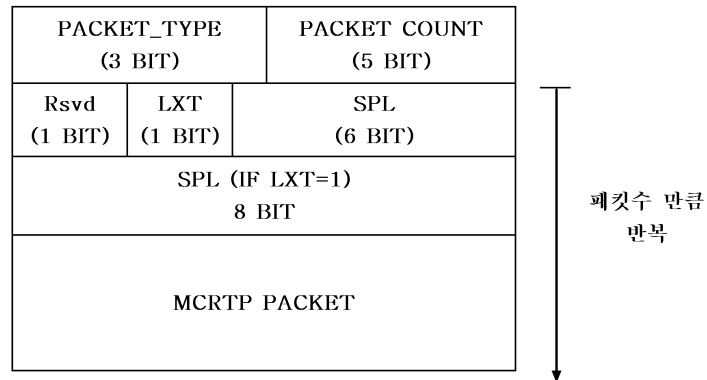 PACKET_TYPE
(3 BIT)
PACKET COUNT
(5 BIT)
Rsvd
(1 BIT)
LXT
(1 BIT)
SPL
(6 BIT)
SPL (IF LXT=1)
8 BIT
MCRTP PACKET
패킷수 만큼
반복